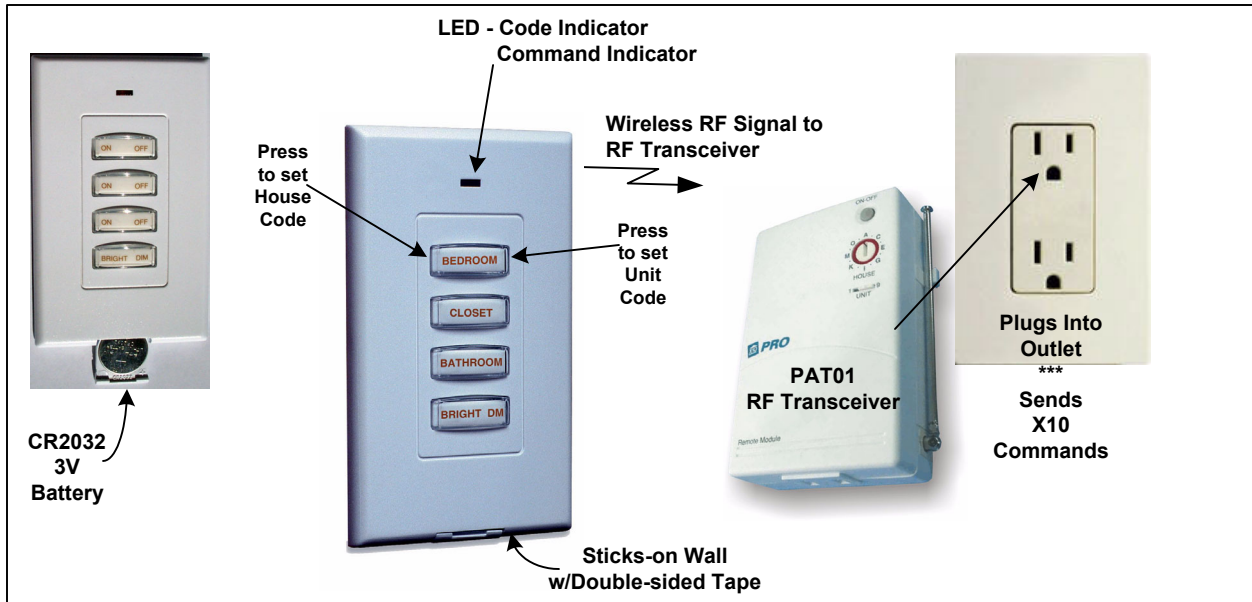 LED - Code Indicator
Command Indicator
ON OFF
ON OFF
ON OFF
BRIGHT DIM
CR2032
3V
Battery
Press
to set
House
Code
BEDROOM
CLOSET
BATHROOM
BRIGHT DM
Press
to set
Unit
Code
Sticks-on Wall
w/Double-sided Tape
Wireless RF Signal to
RF Transceiver
ON-OFF
A
C
E
G
I
K
M
O
HOUSE
1 9
UNIT
PRO
PAT01
RF Transceiver
Remote Module
Plugs Into
Outlet
***
Sends
X10
Commands